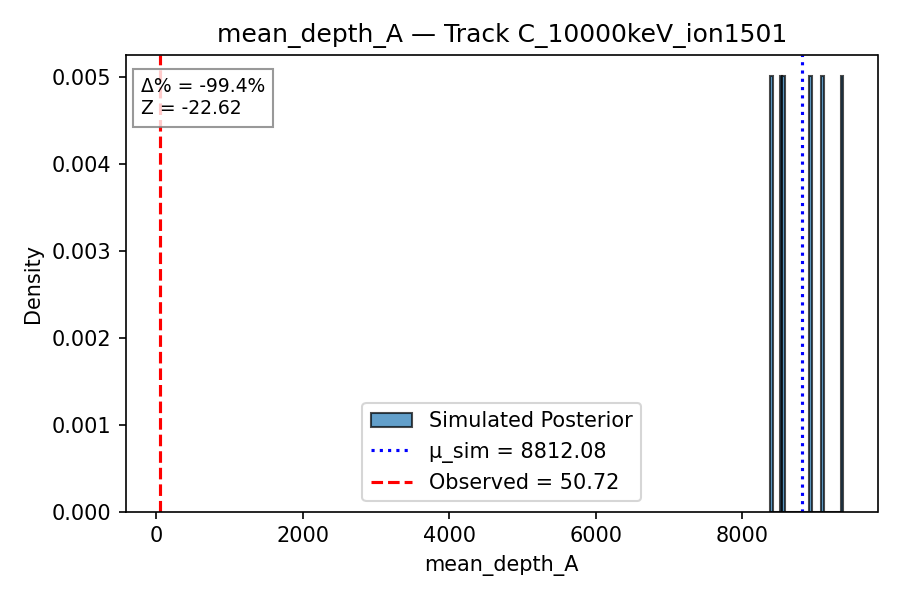 mean_depth_A — Track C_10000keV_ion1501
Δ% = -99.4%
Z = -22.62
Density
0.005
0.004
0.003
0.002
0.001
0.000
Simulated Posterior
μ_sim = 8812.08
Observed = 50.72
0
2000
4000
6000
8000
mean_depth_A